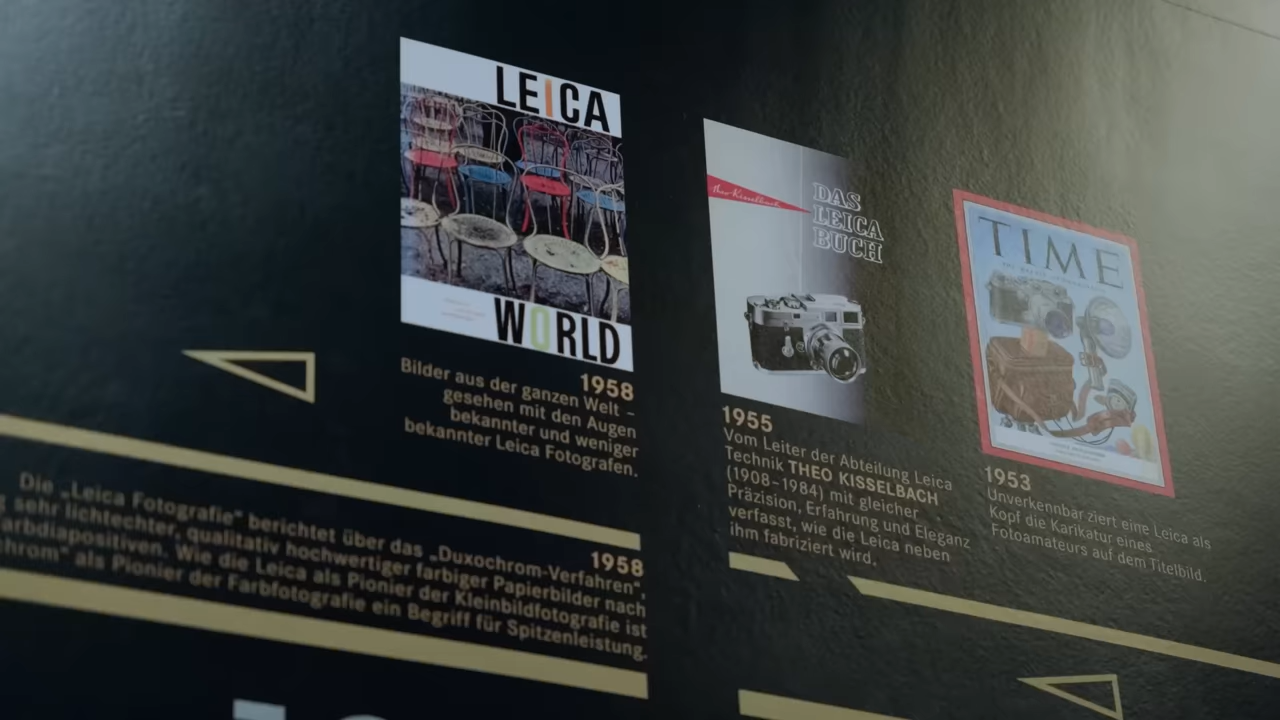 LEICA
WORLD
1958
Bilder aus der ganzen Welt –
gesehen mit den Augen
bekannter und weniger
bekannter Leica Fotografen.
1958
Die „Leica Fotografie“ berichtet über das „Duxochrom-Verfahren“,
sehr lichtechter, qualitativ hochwertiger farbiger Papierbilder nach
arbdiapositiven. Wie die Leica als Pionier der Kleinbildfotografie ist
chrom“ als Pionier der Farbfotografie ein Begriff für Spitzenleistung.
Theo Kisselbach
DAS
LEICA
BUCH
1955
Vom Leiter der Abteilung Leica
Technik THEO KISSELBACH
(1908–1984) mit gleicher
Präzision, Erfahrung und Eleganz
verfasst, wie die Leica neben
ihm fabriziert wird.
TIME
1953
Unverkennbar ziert eine Leica als
Kopf die Karikatur eines
Fotoamateurs auf dem Titelbild.